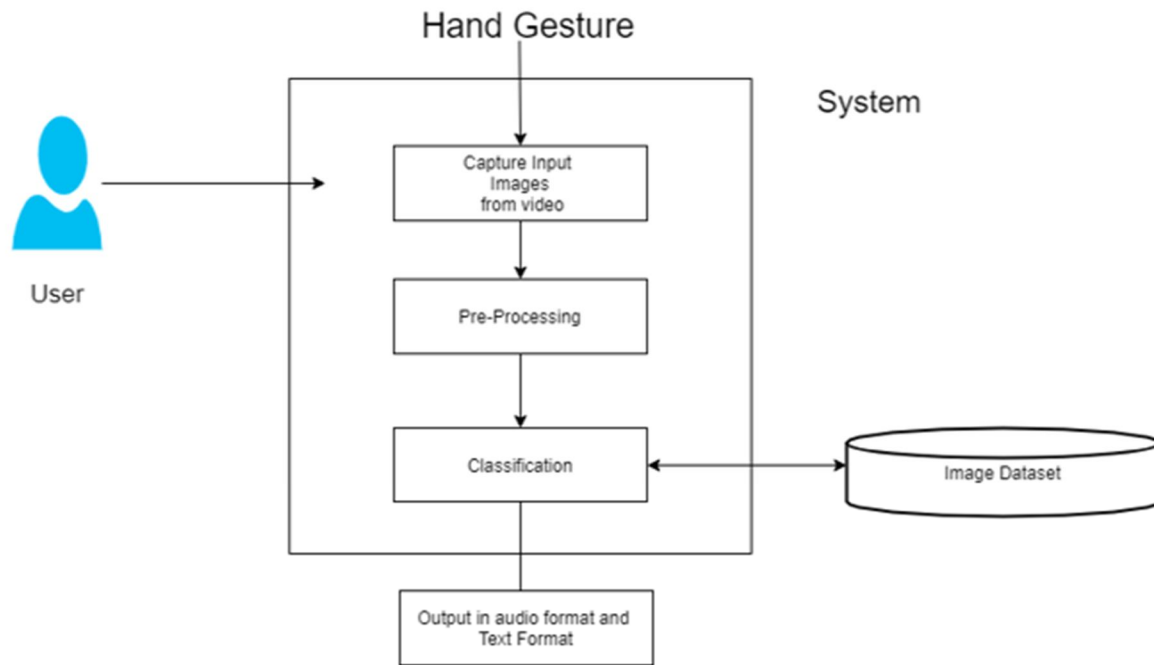 Hand Gesture
System
Capture Input
Images
from video
User
Pre-Processing
Classification
Image Dataset
Output in audio format and
Text Format